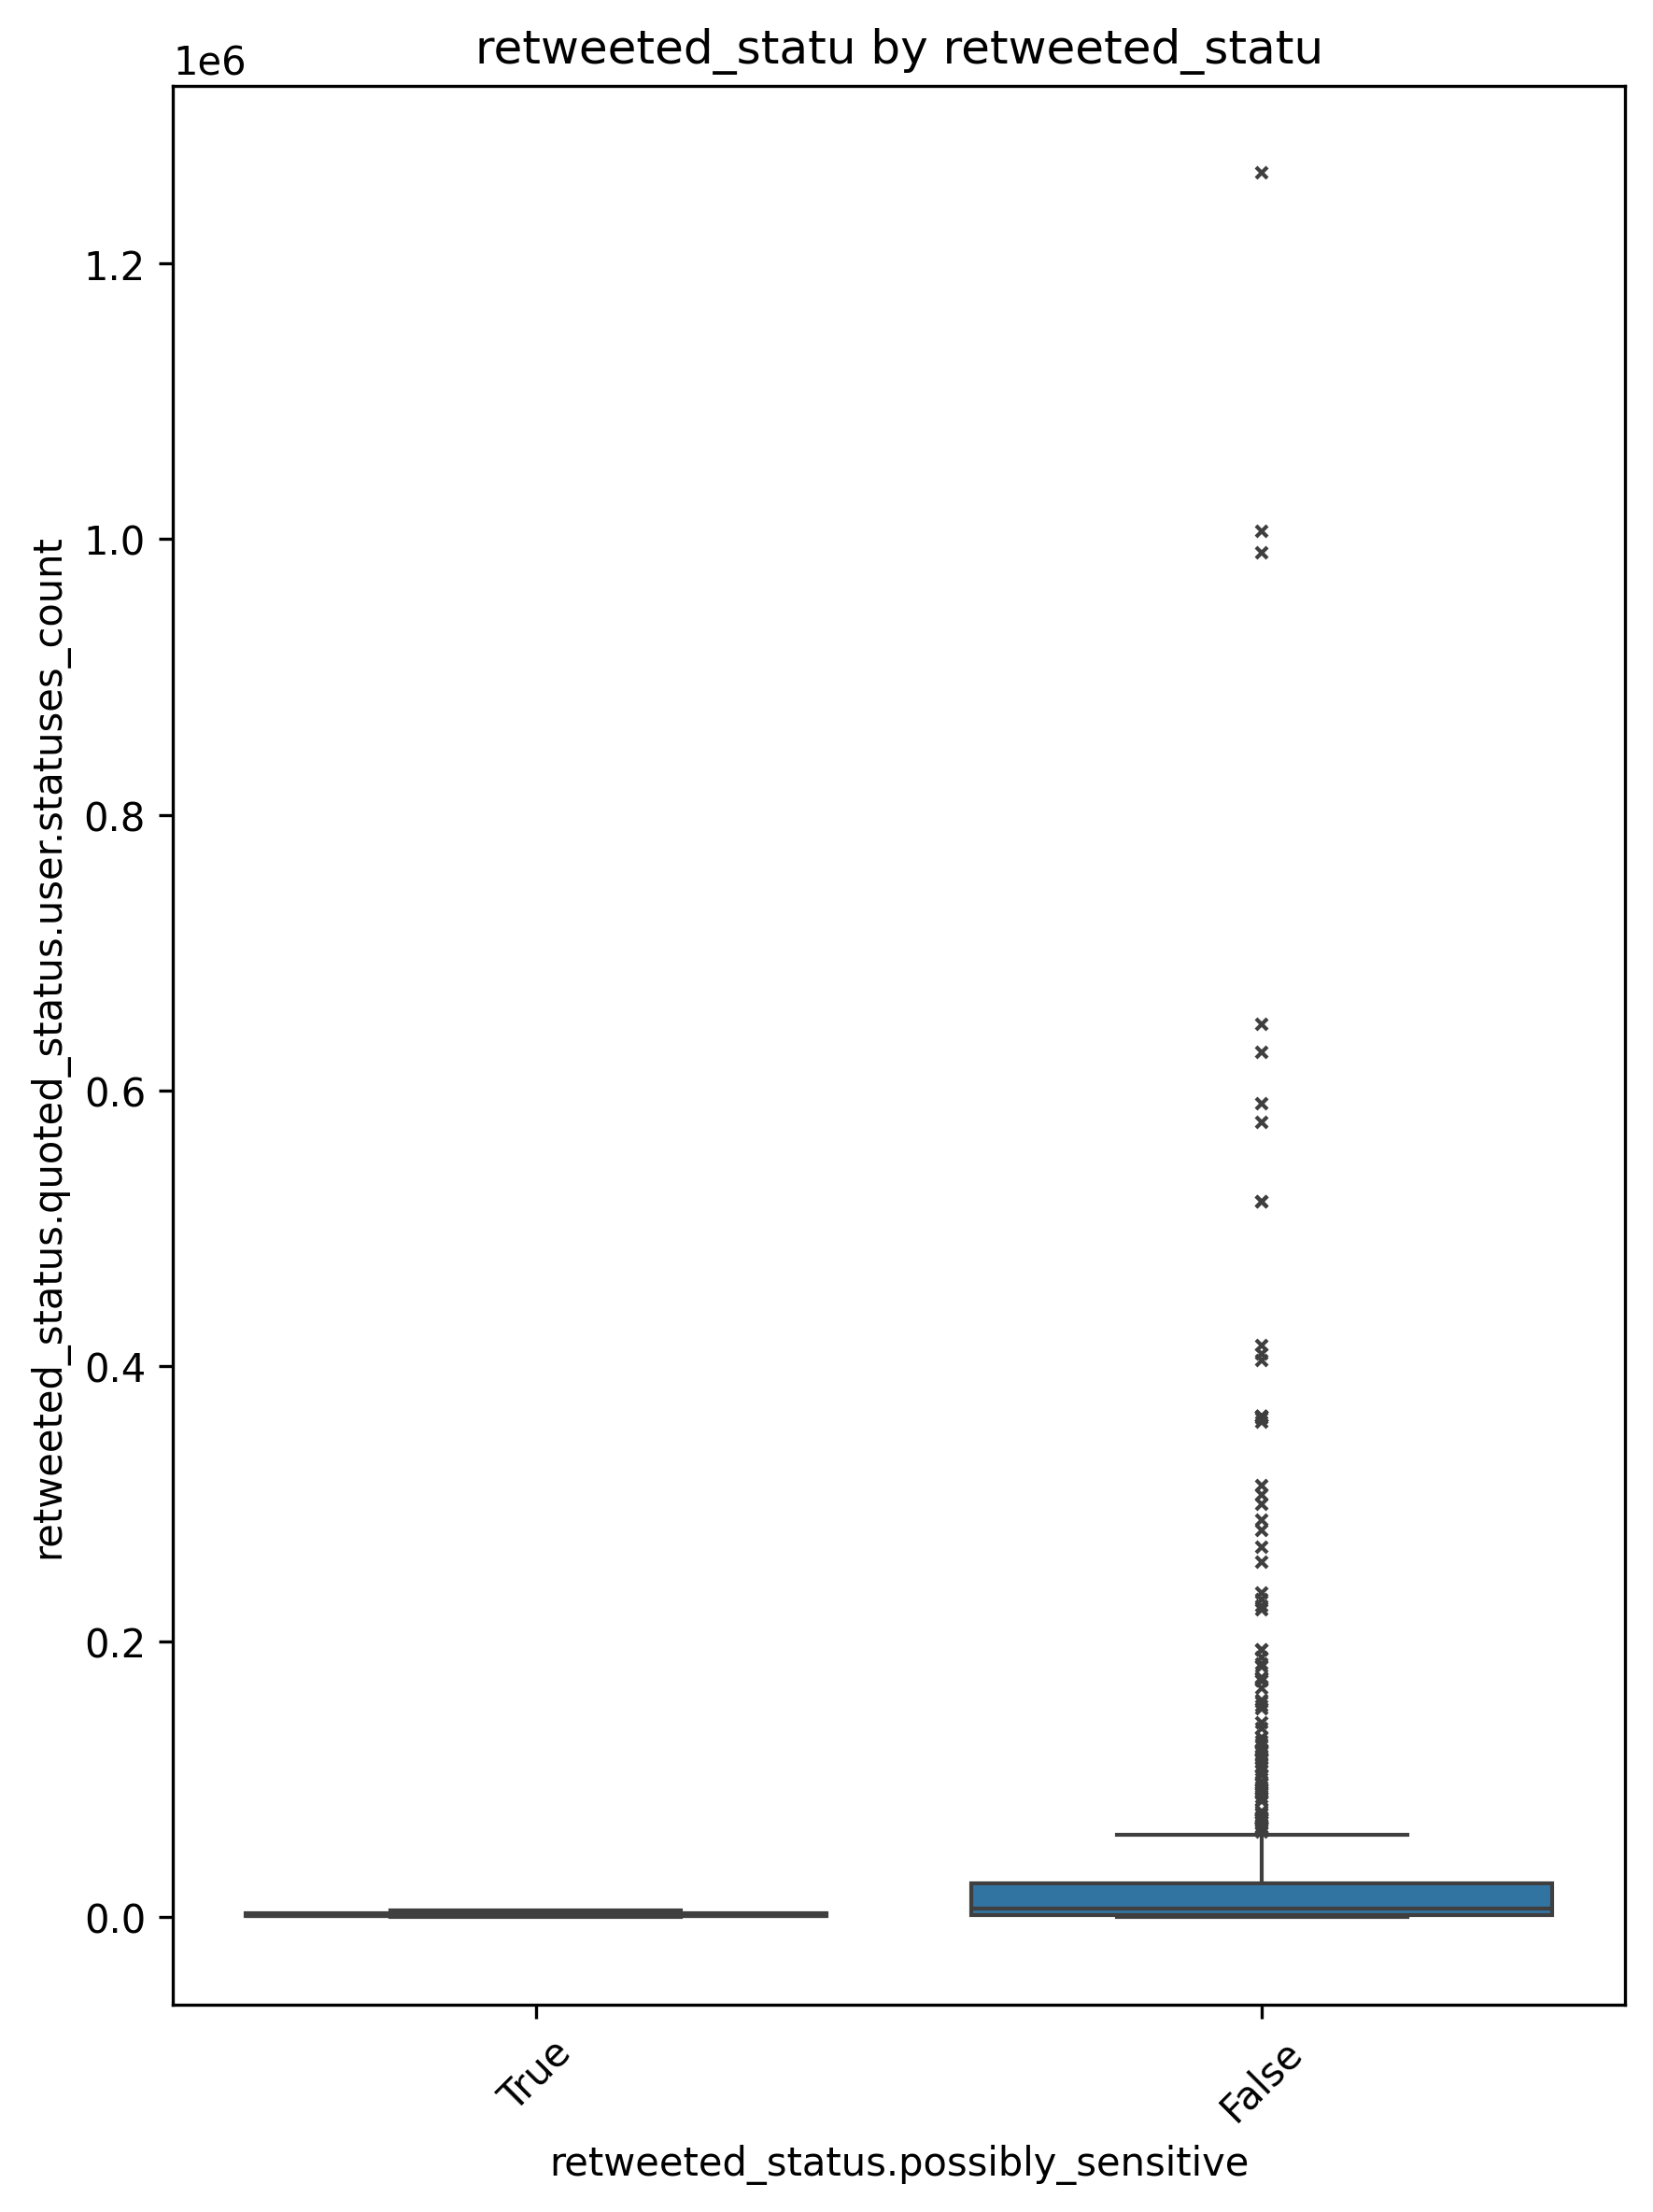 retweeted_statu by retweeted_statu
1e6
1.2
1.0
0.8
0.6
0.4
0.2
0.0
retweeted_status.quoted_status.user.statuses_count
True
False
retweeted_status.possibly_sensitive